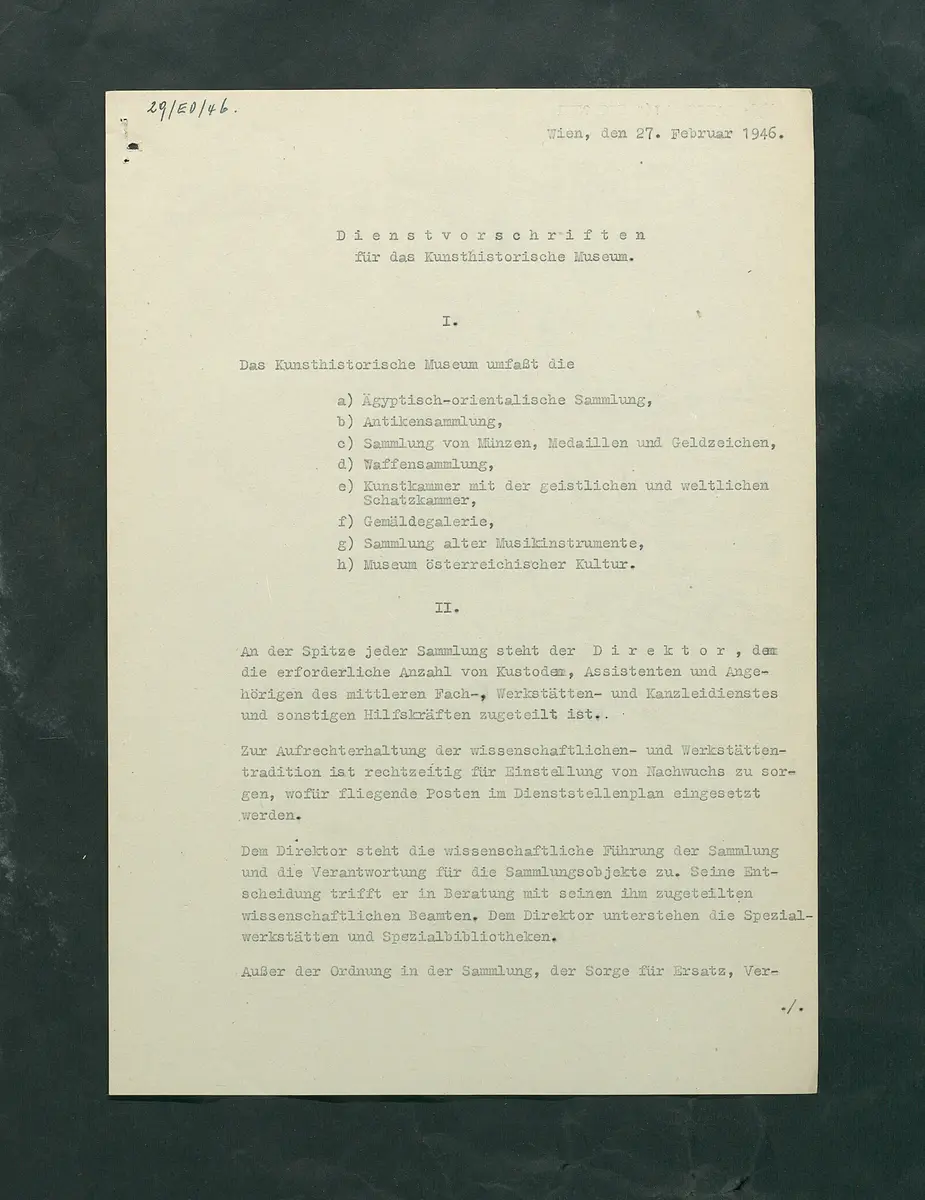 29/ED/46.
Wien, den 27. Februar 1946.
D i e n s t v o r s c h r i f t e n
für das Kunsthistorische Museum.
I.
Das Kunsthistorische Museum umfaßt die
a) Ägyptisch-orientalische Sammlung,
b) Antikensammlung,
c) Sammlung von Münzen, Medaillen und Geldzeichen,
d) Waffensammlung,
e) Kunstkammer mit der geistlichen und weltlichen
Schatzkammer,
f) Gemäldegalerie,
g) Sammlung alter Musikinstrumente,
h) Museum österreichischer Kultur.
II.
An der Spitze jeder Sammlung steht der D i r e k t o r , dem
die erforderliche Anzahl von Kustoden, Assistenten und Ange-
hörigen des mittleren Fach-, Werkstätten- und Kanzleidienstes
und sonstigen Hilfskräften zugeteilt ist.
Zur Aufrechterhaltung der wissenschaftlichen- und Werkstätten-
tradition ist rechtzeitig für Einstellung von Nachwuchs zu sor-
gen, wofür fliegende Posten im Dienststellenplan eingesetzt
werden.
Dem Direktor steht die wissenschaftliche Führung der Sammlung
und die Verantwortung für die Sammlungsobjekte zu. Seine Ent-
scheidung trifft er in Beratung mit seinen ihm zugeteilten
wissenschaftlichen Beamten. Dem Direktor unterstehen die Spezial-
werkstätten und Spezialbibliotheken.
Außer der Ordnung in der Sammlung, der Sorge für Ersatz, Ver-
./.